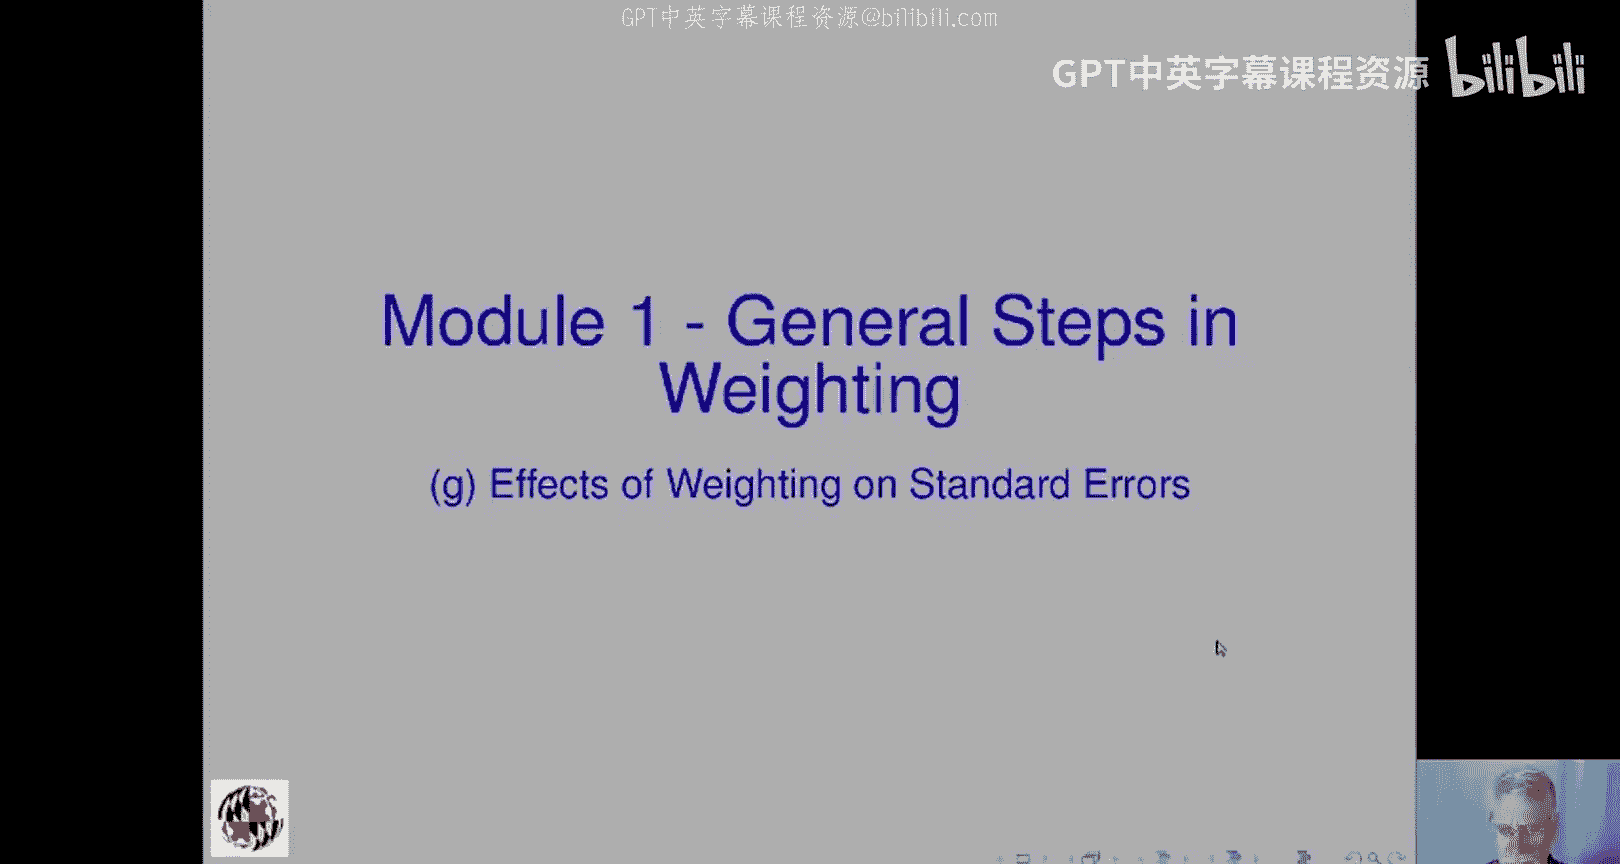 GPT中英字幕课程资源@bilibili.com
GPT中英字幕课程资源 bilibili
Module 1 - General Steps in
Weighting
(g) Effects of Weighting on Standard Errors